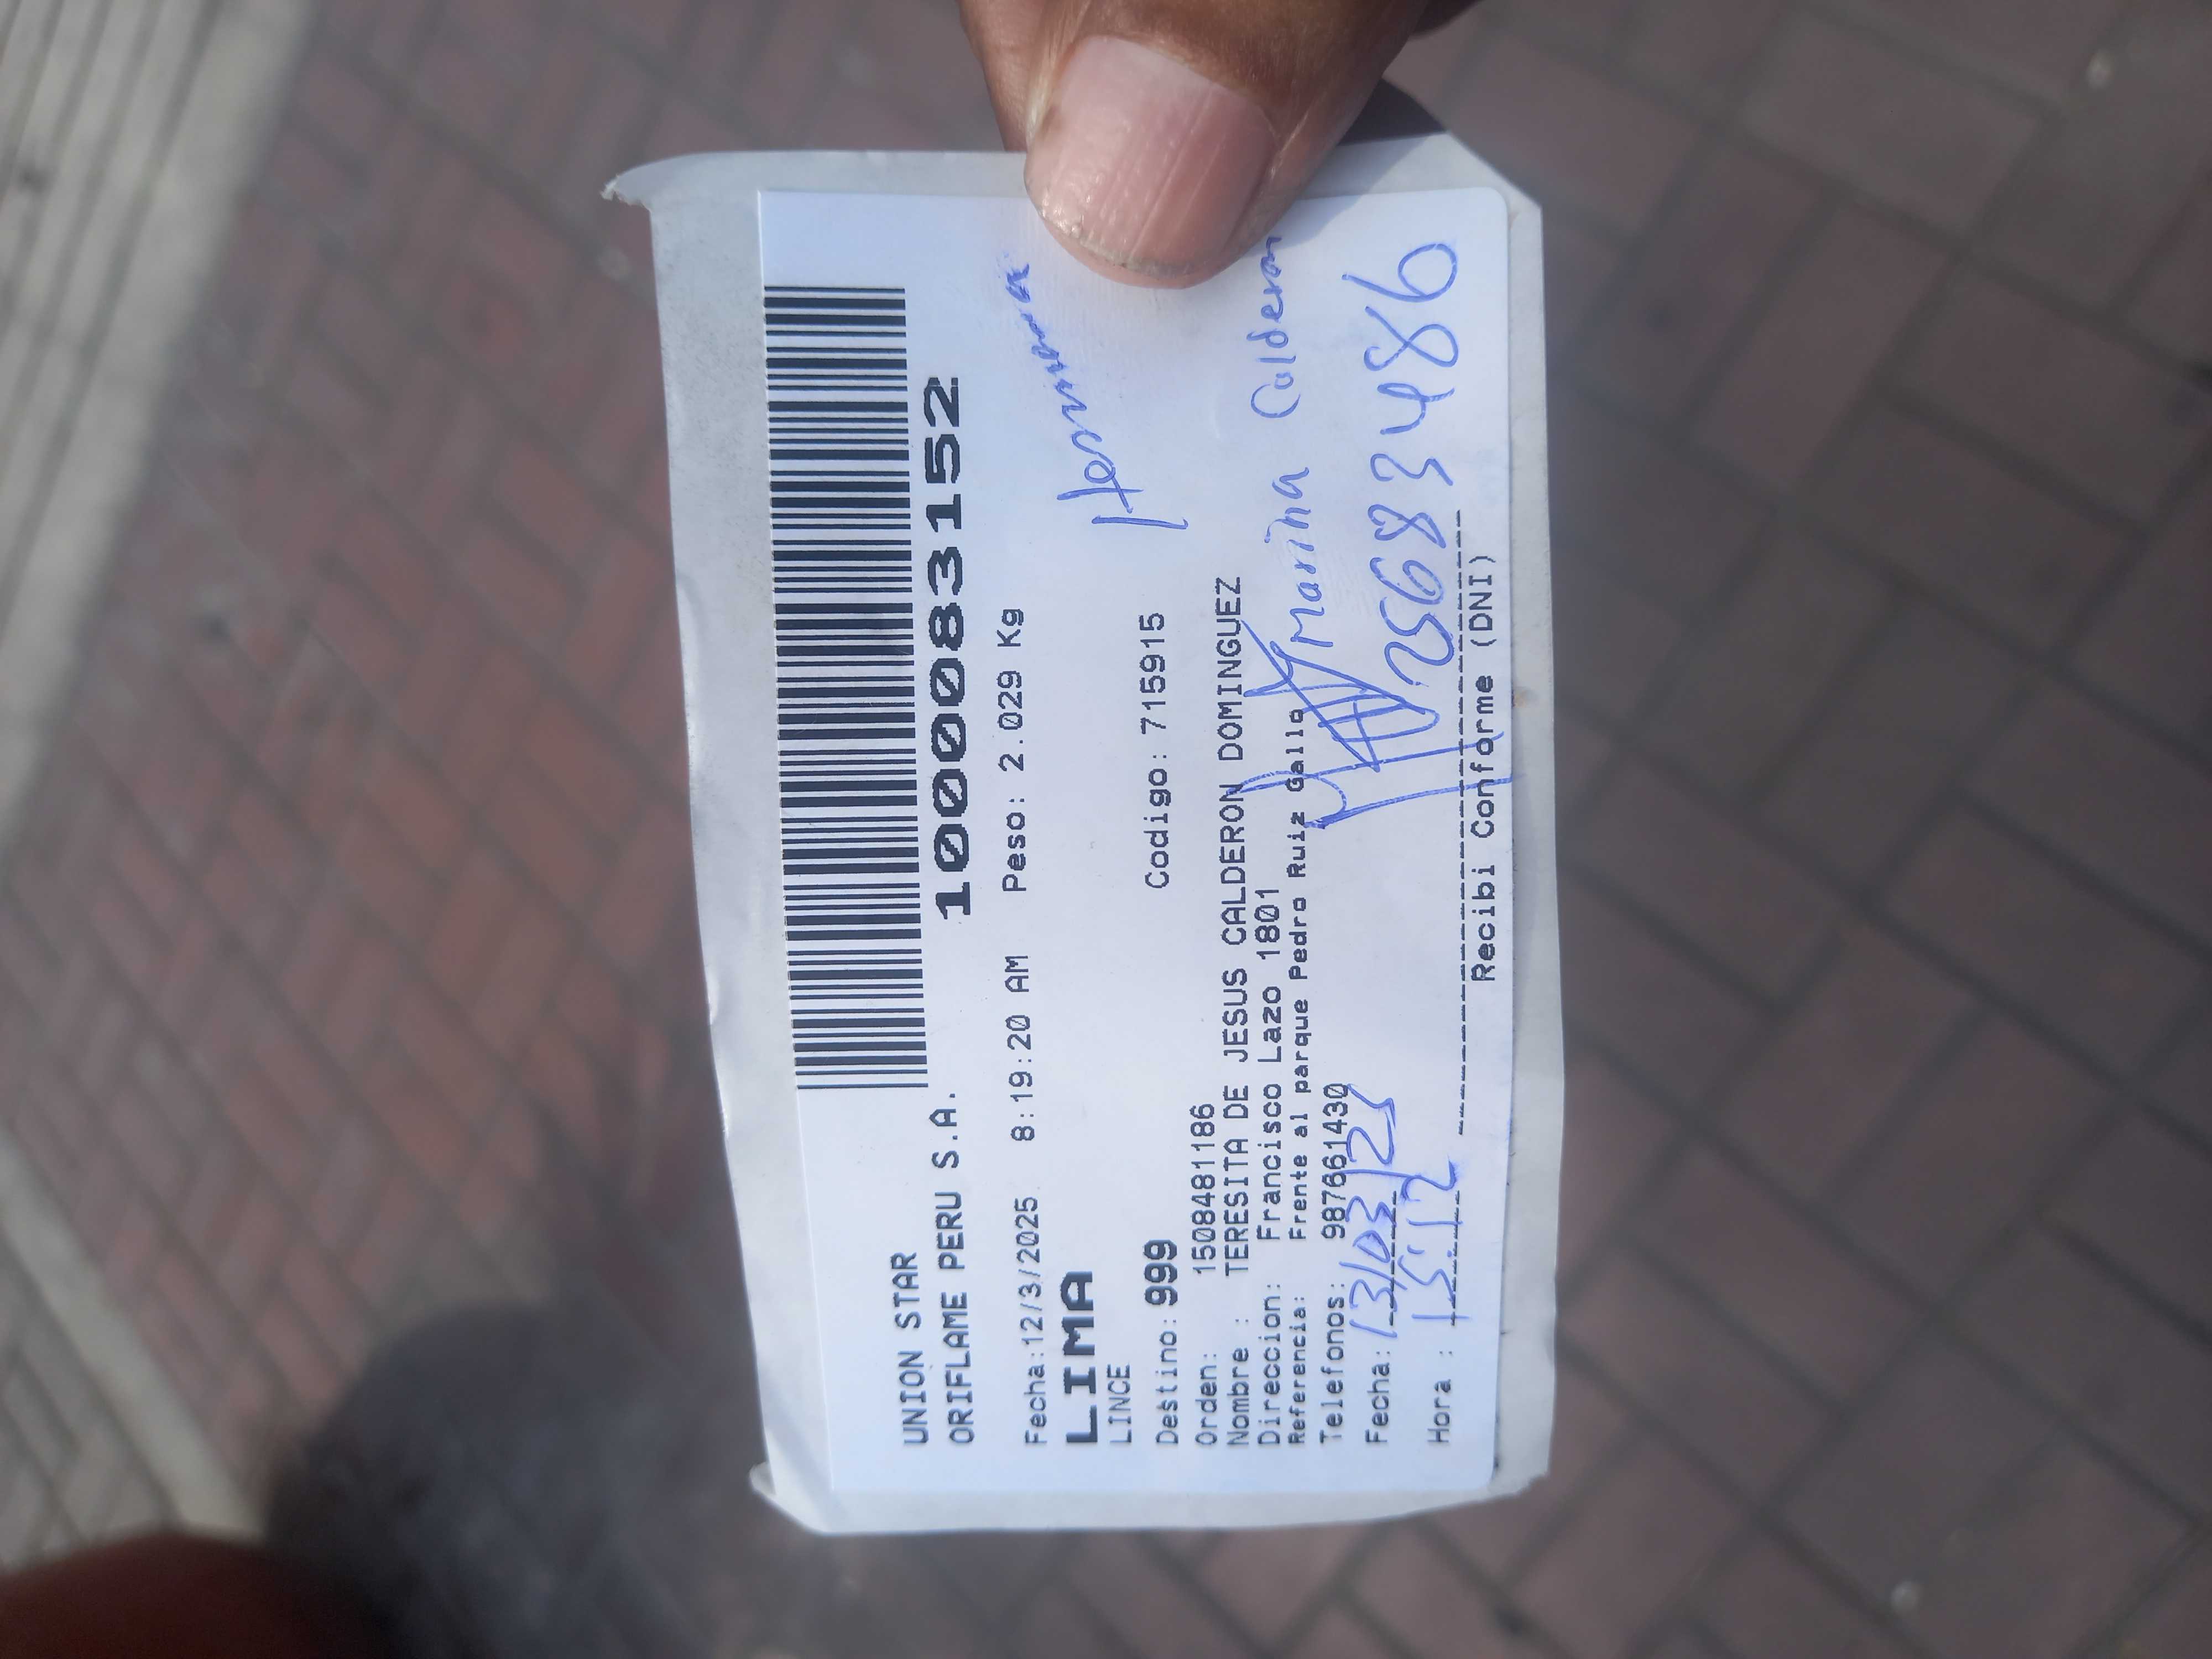 UNION STAR
ORIFLAME PERU S.A. 1000083152
Fecha:12/3/2025 8:19:20 AM Peso: 2.029 Kg
LIMA
Hermana
LINCE
Destino: 999 Codigo: 715915
Orden: 1508481186
Nombre : TERESITA DE JESUS CALDERON DOMINGUEZ
Direccion: Francisco Lazo 1801
Marina Calderon
Referencia: Frente al parque Pedro Ruiz Gallo
Telefonos: 987661430
Fecha: 13/03/25
25683486
Hora : 15:12
Recibi Conforme (DNI)